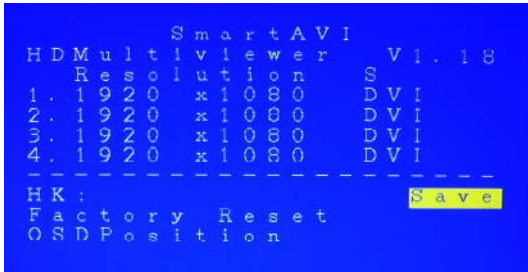 SmartAVI
HDMultiviewer V1.18
Resolution S
1. 1920 x1080 DVI
2. 1920 x1080 DVI
3. 1920 x1080 DVI
4. 1920 x1080 DVI
HK: Save
Factory Reset
OSDPosition